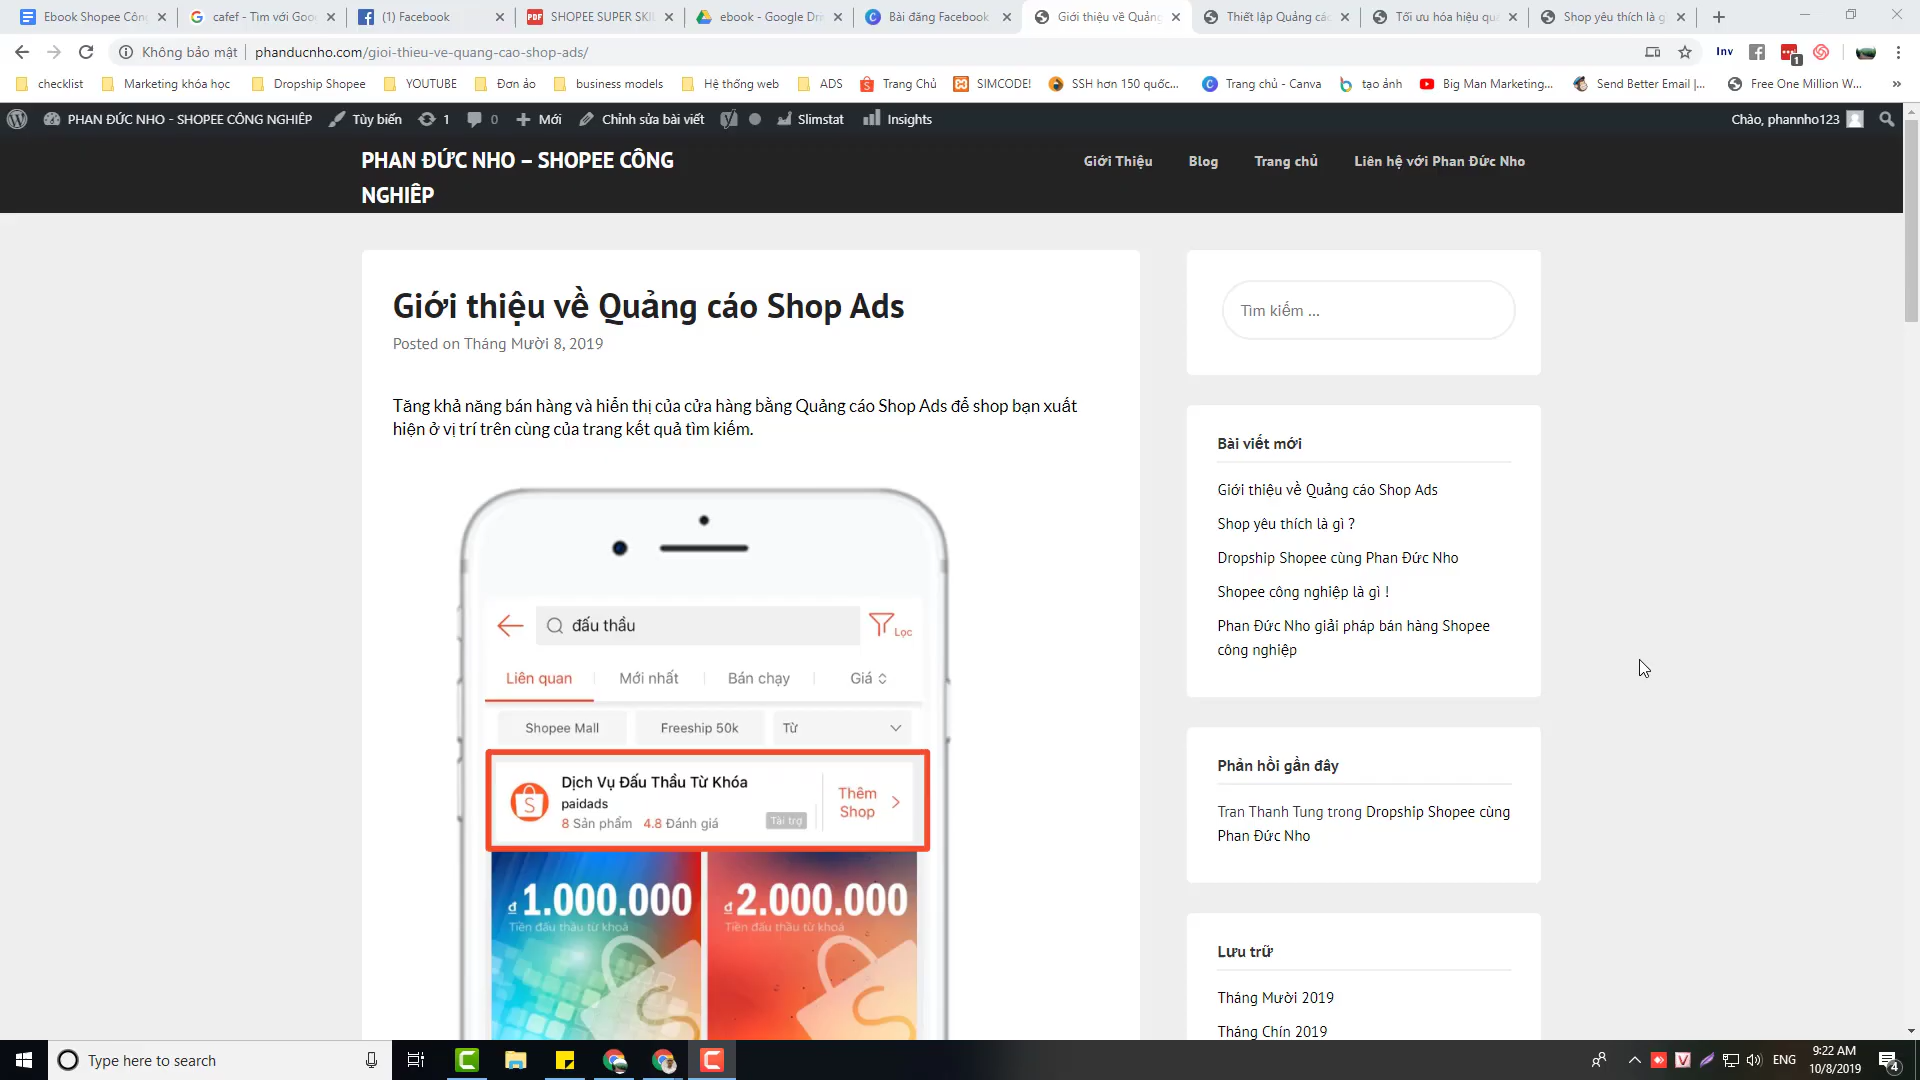 Ebook Shopee Côn
cafef - Tìm với Goo
(1) Facebook
SHOPEE SUPER SKI
ebook - Google Dri
Bài đăng Facebook
Giới thiệu về Quảng
Thiết lập Quảng cá
Tối ưu hóa hiệu qu
Shop yêu thích là g
Không bảo mật
phanducnho.com/gioi-thieu-ve-quang-cao-shop-ads/
Inv
1
checklist
Marketing khóa học
Dropship Shopee
YOUTUBE
Đơn ảo
business models
Hệ thống web
ADS
Trang Chủ
SIMCODE!
SSH hơn 150 quốc...
Trang chủ - Canva
tạo ảnh
Big Man Marketing...
Send Better Email |...
Free One Million W...
»
PHAN ĐỨC NHO - SHOPEE CÔNG NGHIÊP
Tùy biến
1
0
Mới
Chỉnh sửa bài viết
Slimstat
Insights
Chào, phannho123
PHAN ĐỨC NHO – SHOPEE CÔNG
NGHIÊP
Giới Thiệu
Blog
Trang chủ
Liên hệ với Phan Đức Nho
Giới thiệu về Quảng cáo Shop Ads
Posted on Tháng Mười 8, 2019
Tăng khả năng bán hàng và hiển thị của cửa hàng bằng Quảng cáo Shop Ads để shop bạn xuất
hiện ở vị trí trên cùng của trang kết quả tìm kiếm.
đấu thầu
Lọc
Liên quan
Mới nhất
Bán chạy
Giá
Shopee Mall
Freeship 50k
Từ
Dịch Vụ Đấu Thầu Từ Khóa
paidads
8 Sản phẩm 4.8 Đánh giá
Tài trợ
Thêm
Shop
₫1.000.000
Tiền đấu thầu từ khoá
₫2.000.000
Tiền đấu thầu từ khoá
Tìm kiếm ...
Bài viết mới
Giới thiệu về Quảng cáo Shop Ads
Shop yêu thích là gì ?
Dropship Shopee cùng Phan Đức Nho
Shopee công nghiệp là gì !
Phan Đức Nho giải pháp bán hàng Shopee
công nghiệp
Phản hồi gần đây
Tran Thanh Tung trong Dropship Shopee cùng
Phan Đức Nho
Lưu trữ
Tháng Mười 2019
Tháng Chín 2019
Type here to search
ENG
9:22 AM
10/8/2019
4